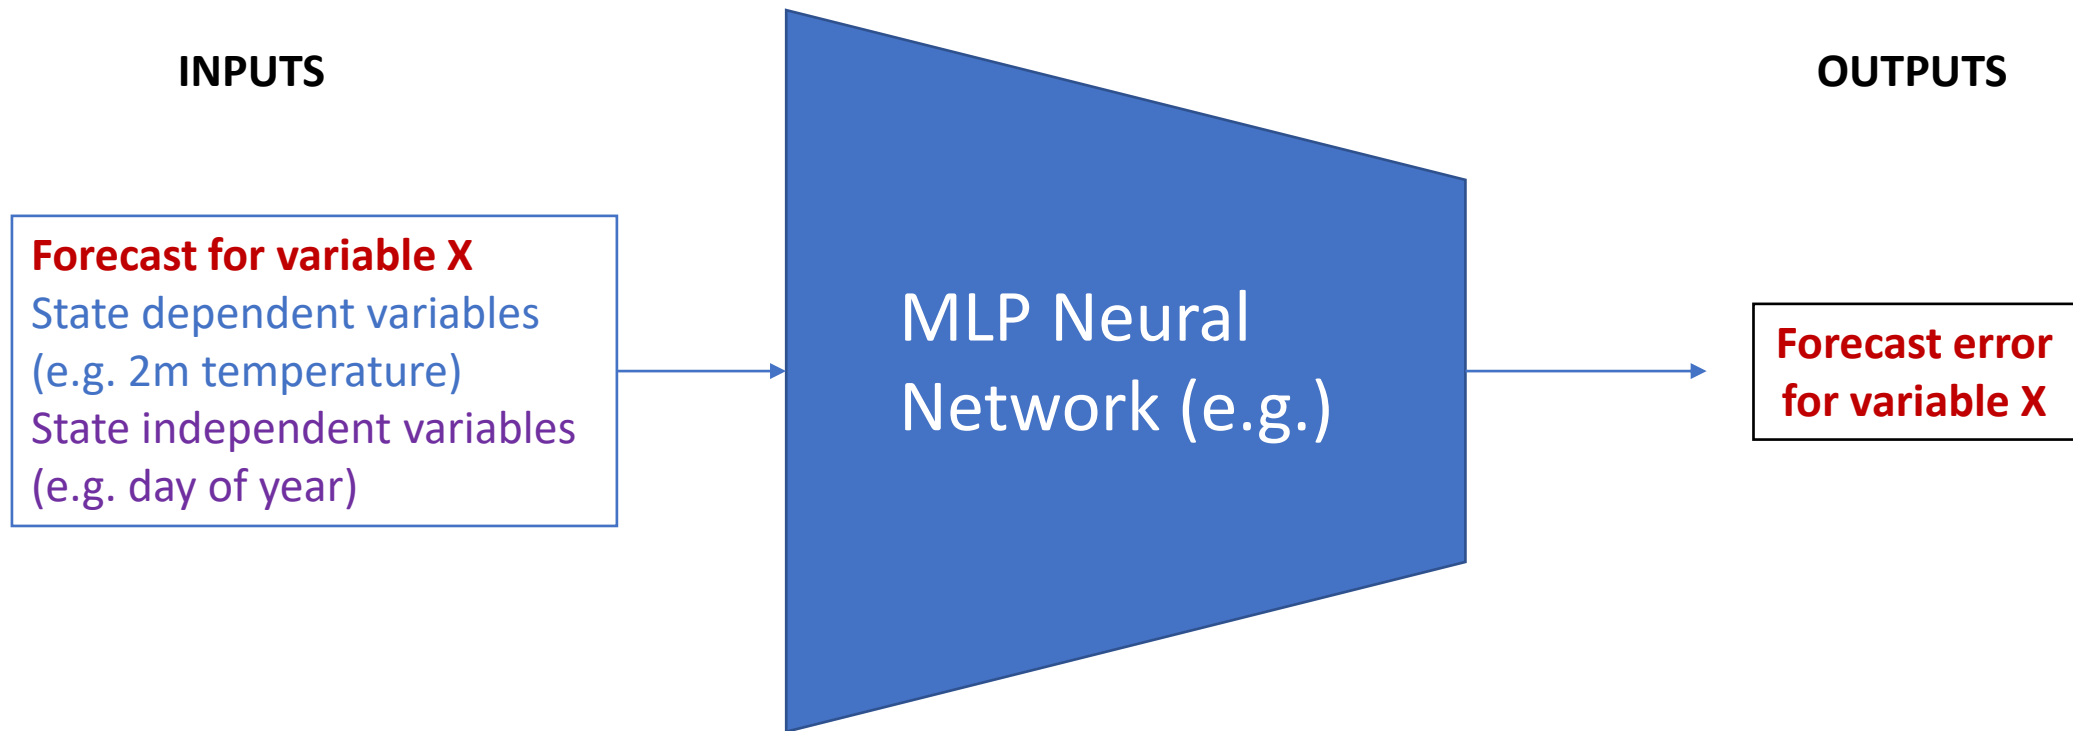 INPUTS
OUTPUTS
Forecast for variable X
State dependent variables
(e.g. 2m temperature)
State independent variables
(e.g. day of year)
MLP Neural
Network (e.g.)
Forecast error
for variable X